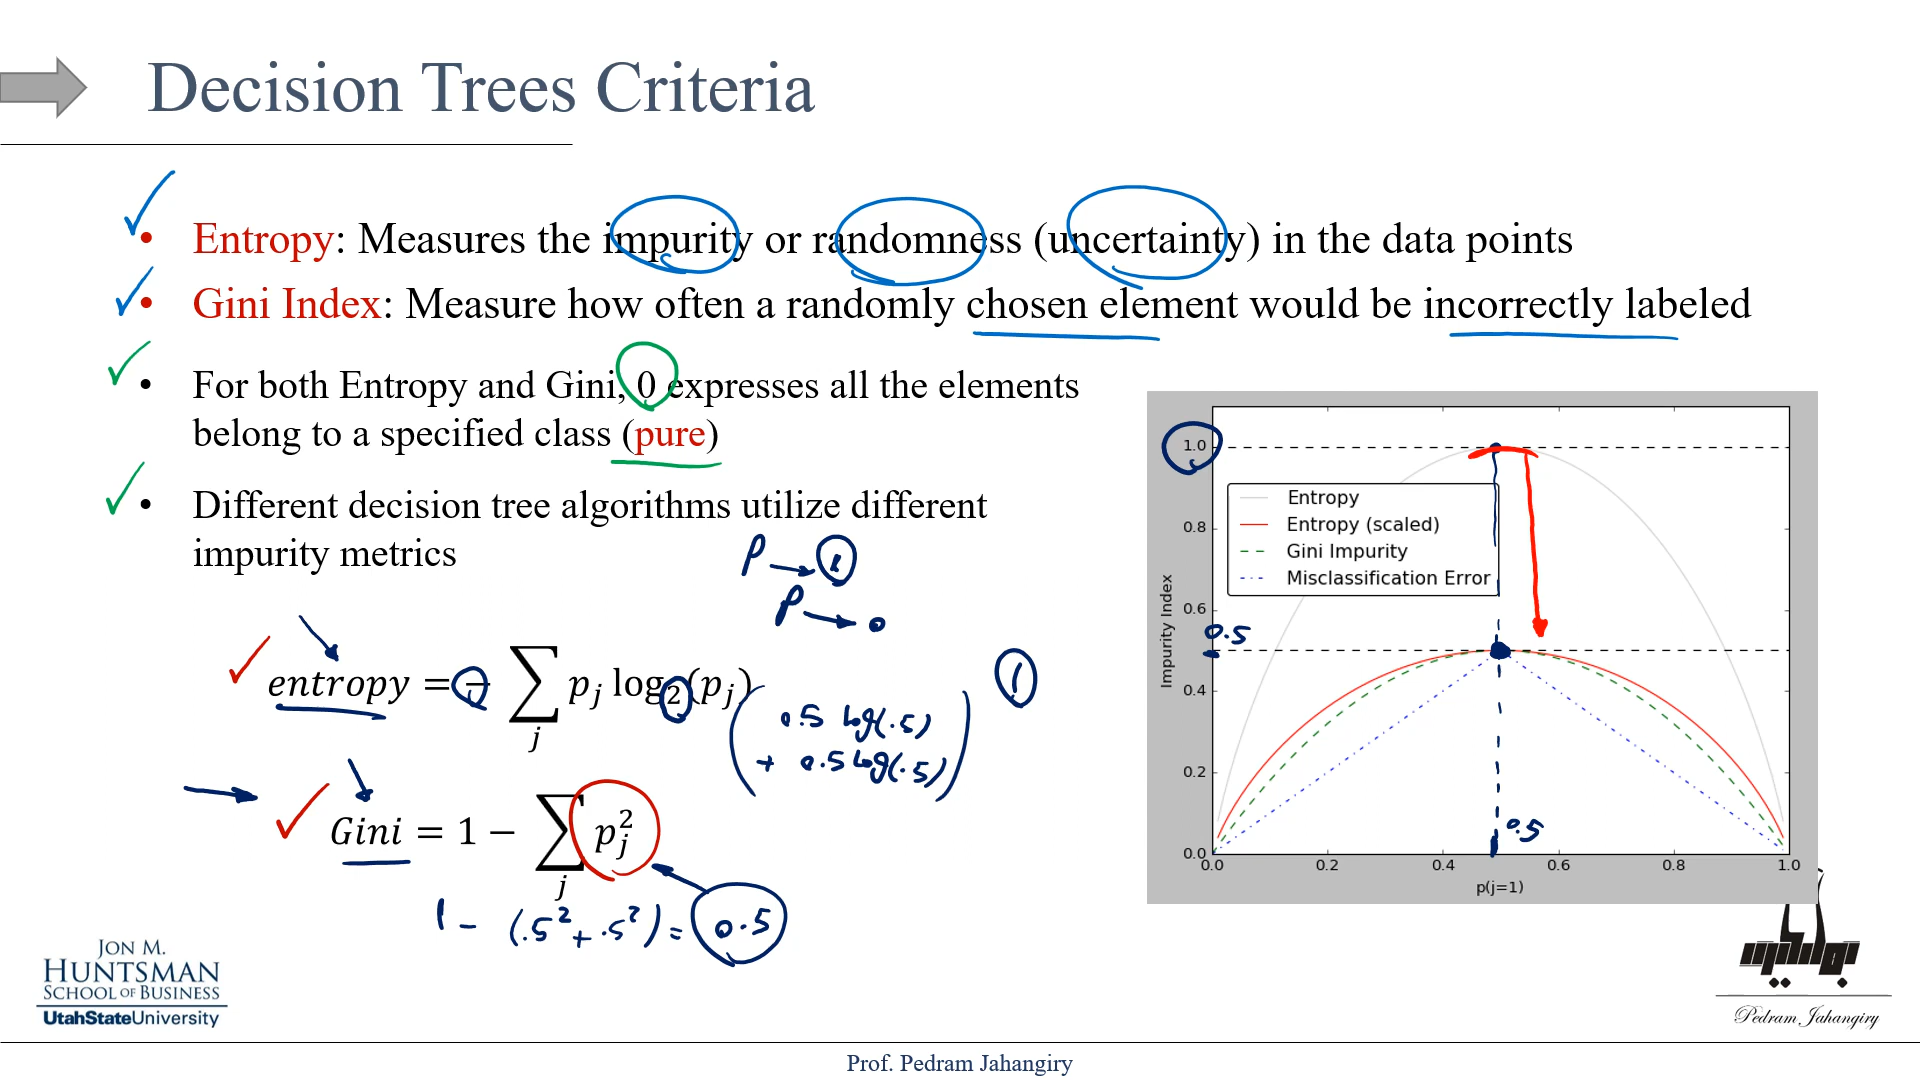 Decision Trees Criteria
• Entropy: Measures the impurity or randomness (uncertainty) in the data points
• Gini Index: Measure how often a randomly chosen element would be incorrectly labeled
• For both Entropy and Gini, 0 expresses all the elements
belong to a specified class (pure)
• Different decision tree algorithms utilize different
impurity metrics
P → 1
P → 0
entropy = − ∑j pj log2(pj)
(0.5 log(.5)
+ 0.5 log(.5))
1
Gini = 1 − ∑j pj²
1 - (.5² + .5²) = 0.5
1.0
0.8
0.6
0.5
0.4
0.2
0.0
Impurity Index
Entropy
Entropy (scaled)
Gini Impurity
Misclassification Error
0.5
0.0 0.2 0.4 0.6 0.8 1.0
p(j=1)
JON M.
HUNTSMAN
SCHOOL OF BUSINESS
UtahStateUniversity
Pedram Jahangiry
Prof. Pedram Jahangiry